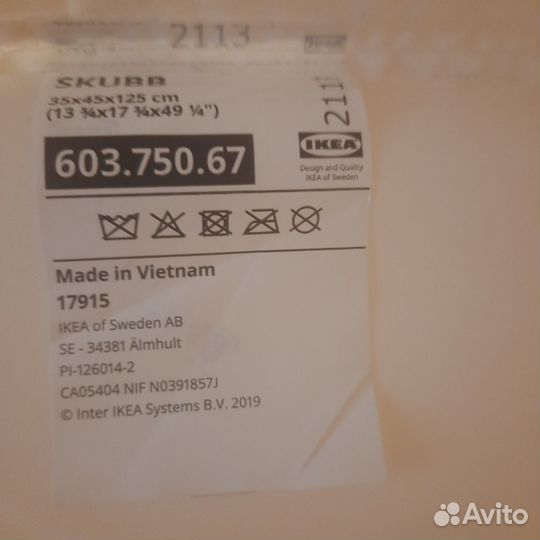 2113
IKEA
SKUBB
35x45x125 cm
(13 ¾x17 ¾x49 ¼")
211
603.750.67
IKEA
Design and Quality
IKEA of Sweden
Made in Vietnam
17915
IKEA of Sweden AB
SE - 34381 Älmhult
PI-126014-2
CA05404 NIF N0391857J
© Inter IKEA Systems B.V. 2019
Avito